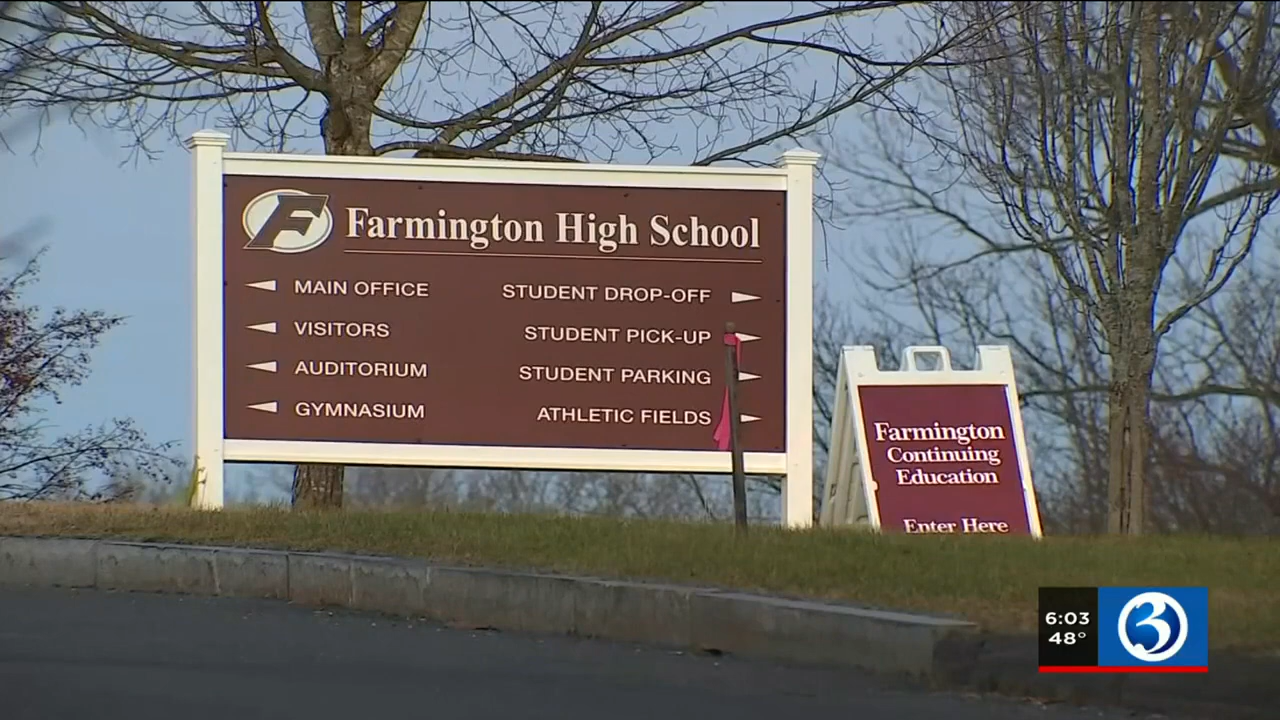 F Farmington High School
MAIN OFFICE
VISITORS
AUDITORIUM
GYMNASIUM
STUDENT DROP-OFF
STUDENT PICK-UP
STUDENT PARKING
ATHLETIC FIELDS
Farmington
Continuing
Education
Enter Here
6:03
48°
3